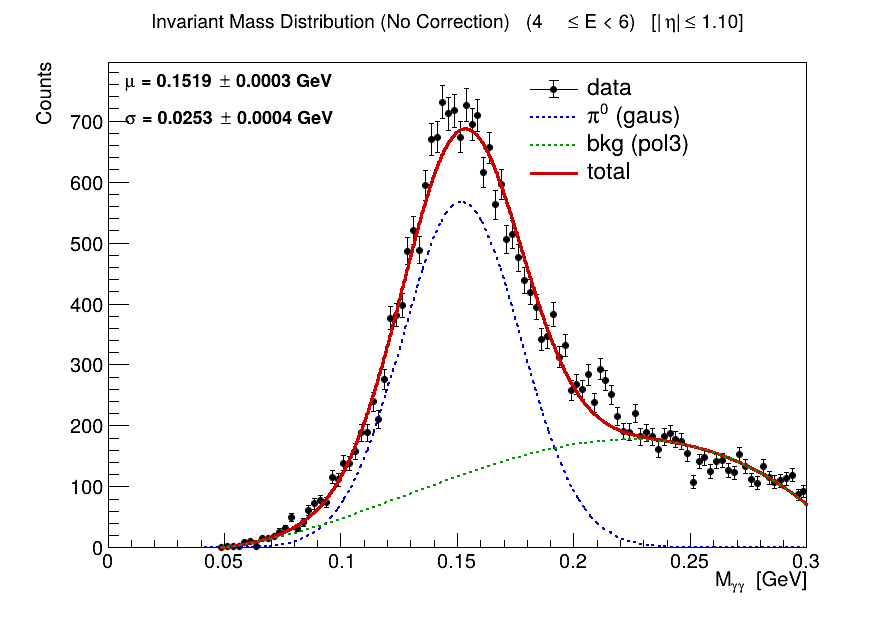 Invariant Mass Distribution (No Correction) (4 ≤ E < 6) [|η| ≤ 1.10]
Counts
μ = 0.1519 ± 0.0003 GeV
σ = 0.0253 ± 0.0004 GeV
data
π⁰ (gaus)
bkg (pol3)
total
700
600
500
400
300
200
100
0
0 0.05 0.1 0.15 0.2 0.25 0.3
M_γγ [GeV]